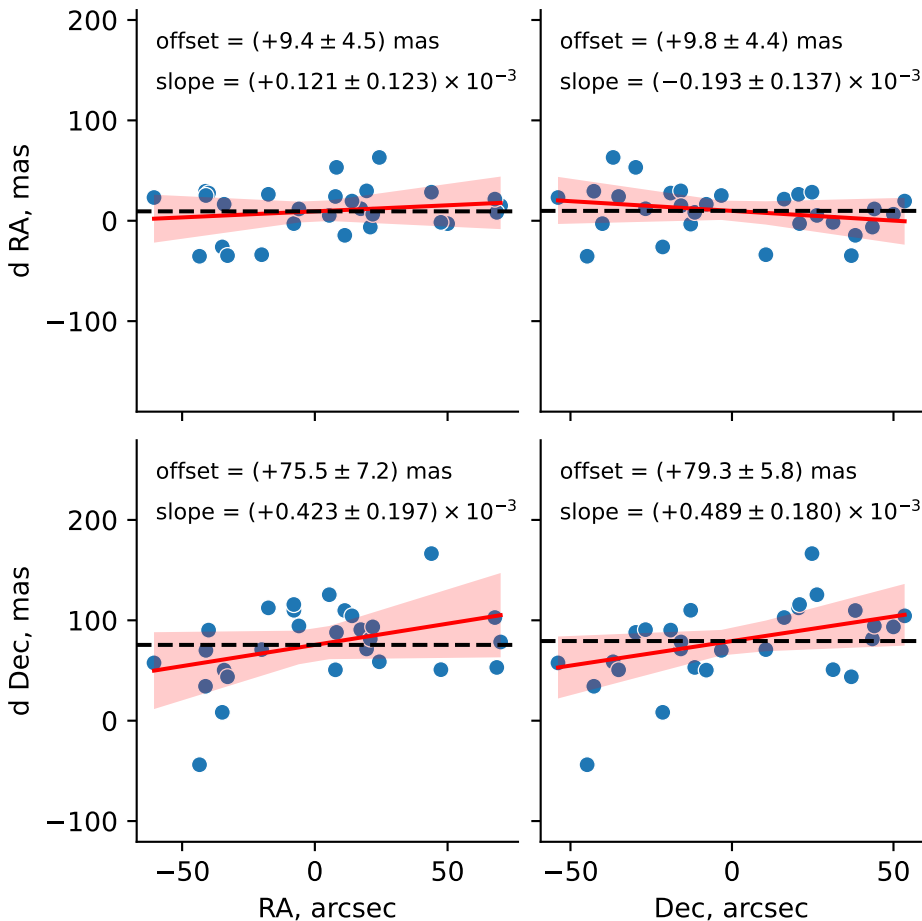 offset = (+9.4 ± 4.5) mas
slope = (+0.121 ± 0.123) × 10⁻³
offset = (+9.8 ± 4.4) mas
slope = (−0.193 ± 0.137) × 10⁻³
200
100
0
−100
d RA, mas
−50
0
50
offset = (+75.5 ± 7.2) mas
slope = (+0.423 ± 0.197) × 10⁻³
offset = (+79.3 ± 5.8) mas
slope = (+0.489 ± 0.180) × 10⁻³
200
100
0
−100
d Dec, mas
−50
0
50
−50
0
50
RA, arcsec
Dec, arcsec